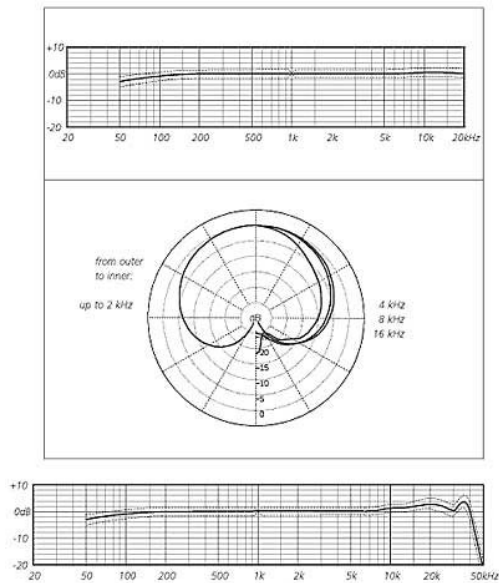 +10
0dB
-10
-20
20 50 100 200 500 1k 2k 5k 10k 20kHz
from outer
to inner:
up to 2 kHz
4 kHz
8 kHz
16 kHz
dB
-20
-15
-10
-5
0
+10
0dB
-10
-20
20 50 100 200 500 1k 2k 5k 10k 20k 50kHz